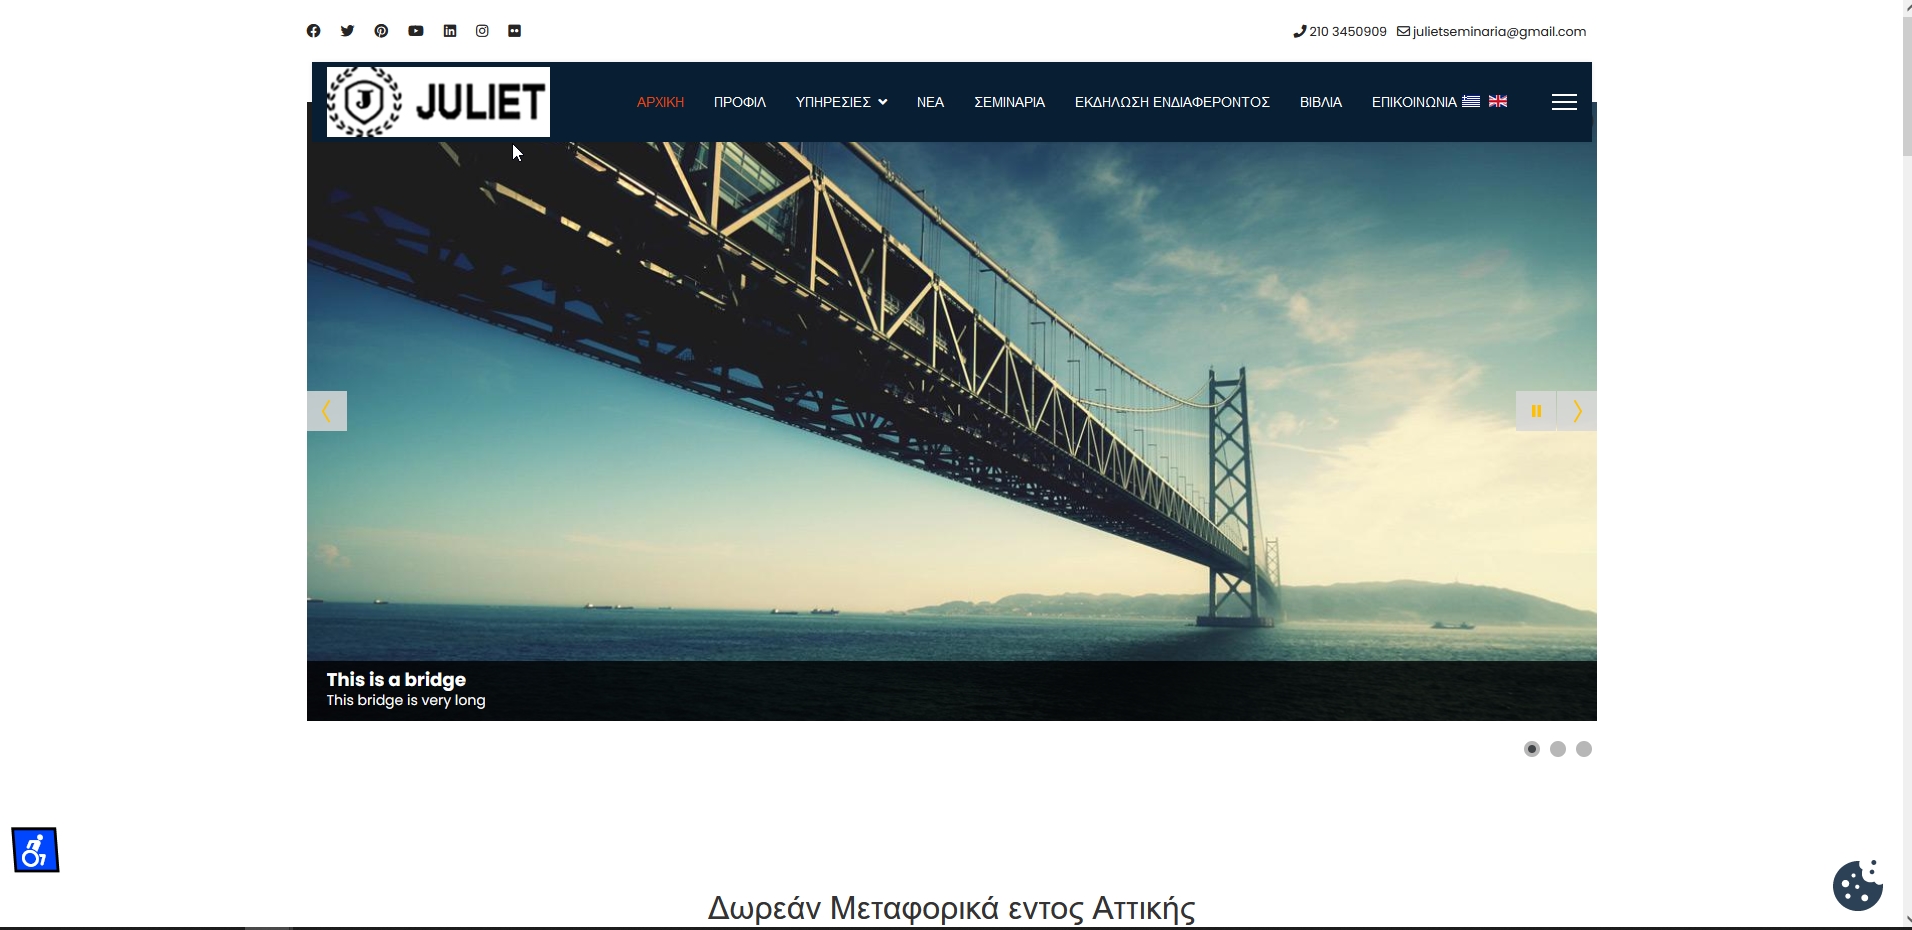 210 3450909 julietseminaria@gmail.com
J JULIET
ΑΡΧΙΚΗ ΠΡΟΦΙΛ ΥΠΗΡΕΣΙΕΣ ΝΕΑ ΣΕΜΙΝΑΡΙΑ ΕΚΔΗΛΩΣΗ ΕΝΔΙΑΦΕΡΟΝΤΟΣ ΒΙΒΛΙΑ ΕΠΙΚΟΙΝΩΝΙΑ
This is a bridge
This bridge is very long
Δωρεάν Μεταφορικά εντος Αττικής